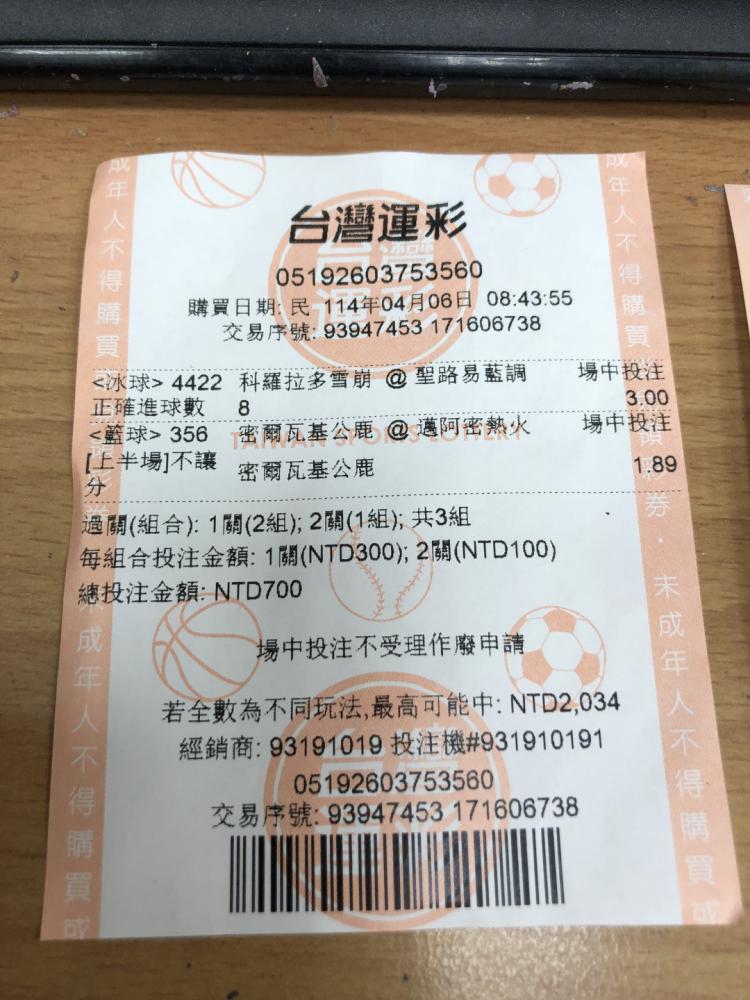 台灣運彩
05192603753560
購買日期: 民 114年04月06日 08:43:55
交易序號: 93947453 171606738
<冰球> 4422 科羅拉多雪崩 @ 聖路易藍調 場中投注
正確進球數 8 3.00
<籃球> 356 密爾瓦基公鹿 @ 邁阿密熱火 場中投注
TAIWAN SPORTS LOTTERY
[上半場]不讓分 密爾瓦基公鹿 1.89
過關(組合): 1關(2組); 2關(1組); 共3組
每組合投注金額: 1關(NTD300); 2關(NTD100)
總投注金額: NTD700
場中投注不受理作廢申請
若全數為不同玩法,最高可能中: NTD2,034
經銷商: 93191019 投注機#931910191
05192603753560
交易序號: 93947453 171606738
成年人不得購買
成年人不得購買或
成年人不得購買
領彩券・未成年人不得購買或